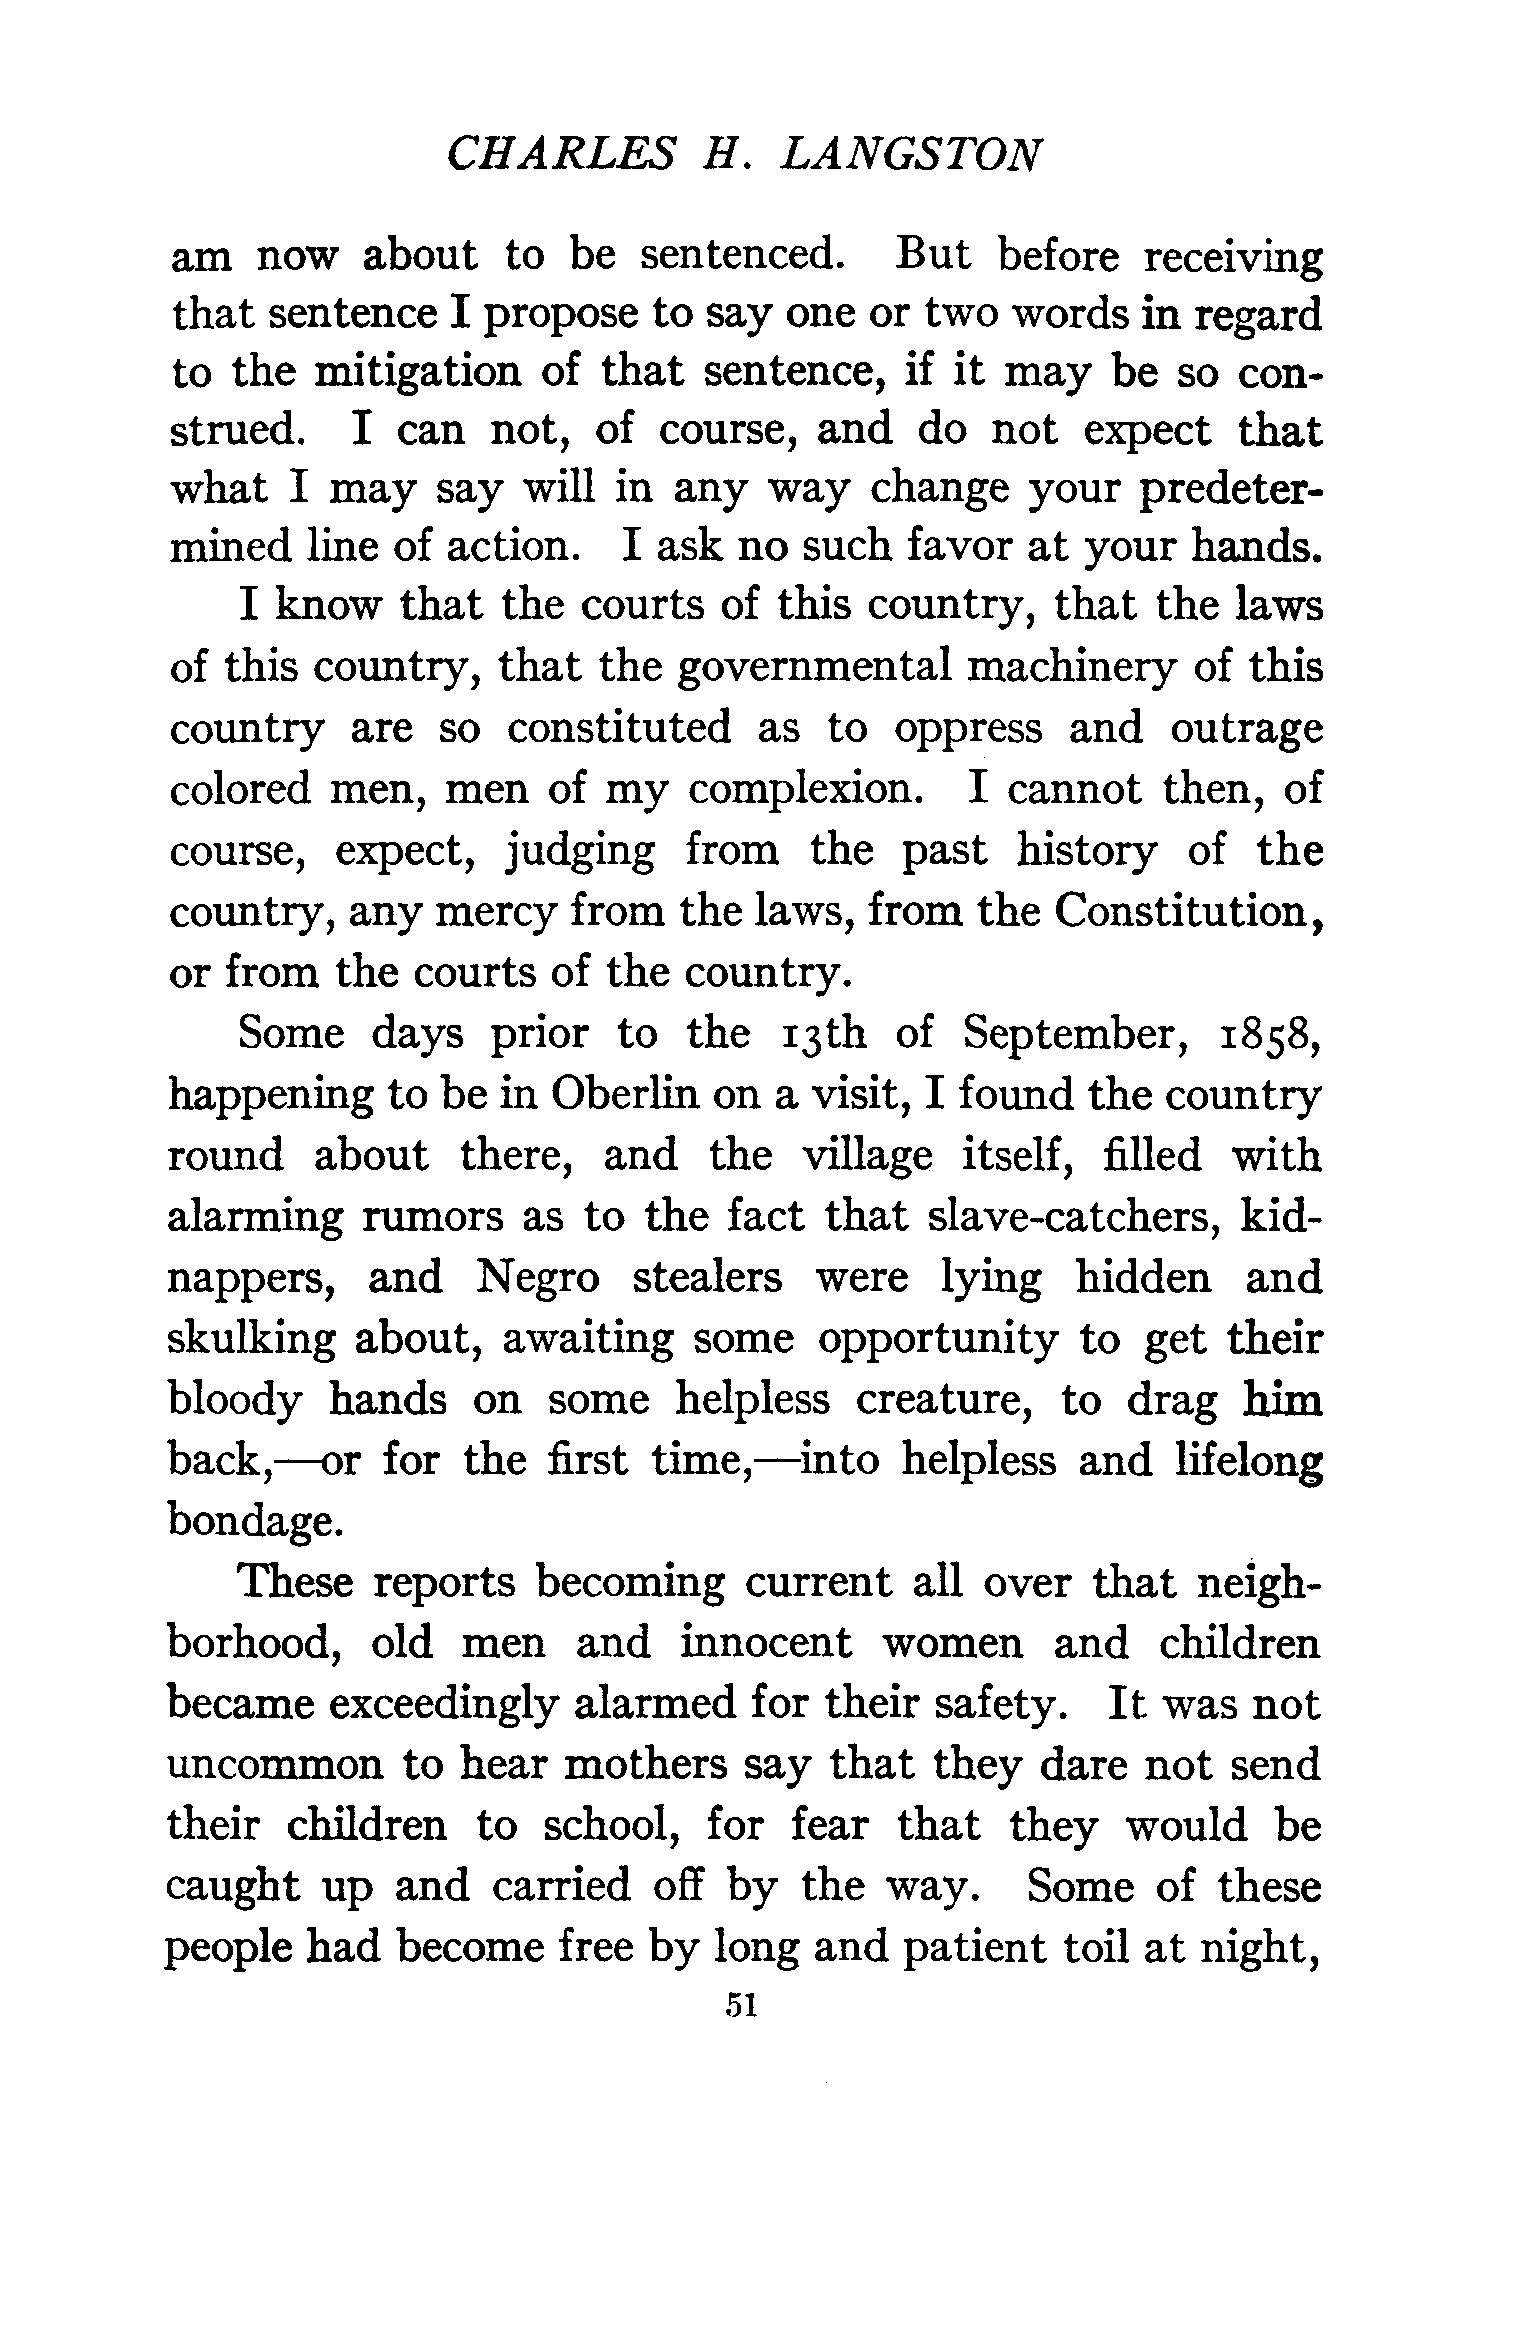 CHARLES H. LANGSTON
am now about to be sentenced. But before receiving
that sentence I propose to say one or two words in regard
to the mitigation of that sentence, if it may be so con-
strued. I can not, of course, and do not expect that
what I may say will in any way change your predeter-
mined line of action. I ask no such favor at your hands.
I know that the courts of this country, that the laws
of this country, that the governmental machinery of this
country are so constituted as to oppress and outrage
colored men, men of my complexion. I cannot then, of
course, expect, judging from the past history of the
country, any mercy from the laws, from the Constitution,
or from the courts of the country.
Some days prior to the 13th of September, 1858,
happening to be in Oberlin on a visit, I found the country
round about there, and the village itself, filled with
alarming rumors as to the fact that slave-catchers, kid-
nappers, and Negro stealers were lying hidden and
skulking about, awaiting some opportunity to get their
bloody hands on some helpless creature, to drag him
back,—or for the first time,—into helpless and lifelong
bondage.
These reports becoming current all over that neigh-
borhood, old men and innocent women and children
became exceedingly alarmed for their safety. It was not
uncommon to hear mothers say that they dare not send
their children to school, for fear that they would be
caught up and carried off by the way. Some of these
people had become free by long and patient toil at night,
51